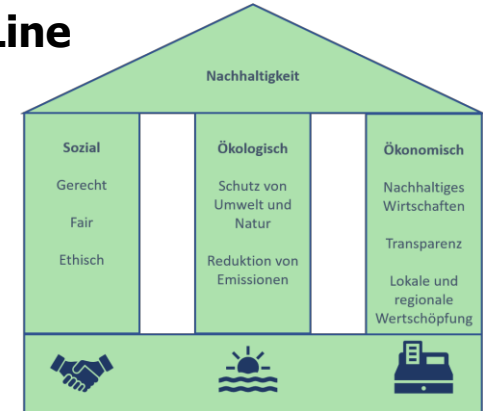 Line
Nachhaltigkeit
Sozial
Gerecht
Fair
Ethisch
Ökologisch
Schutz von
Umwelt und
Natur
Reduktion von
Emissionen
Ökonomisch
Nachhaltiges
Wirtschaften
Transparenz
Lokale und
regionale
Wertschöpfung